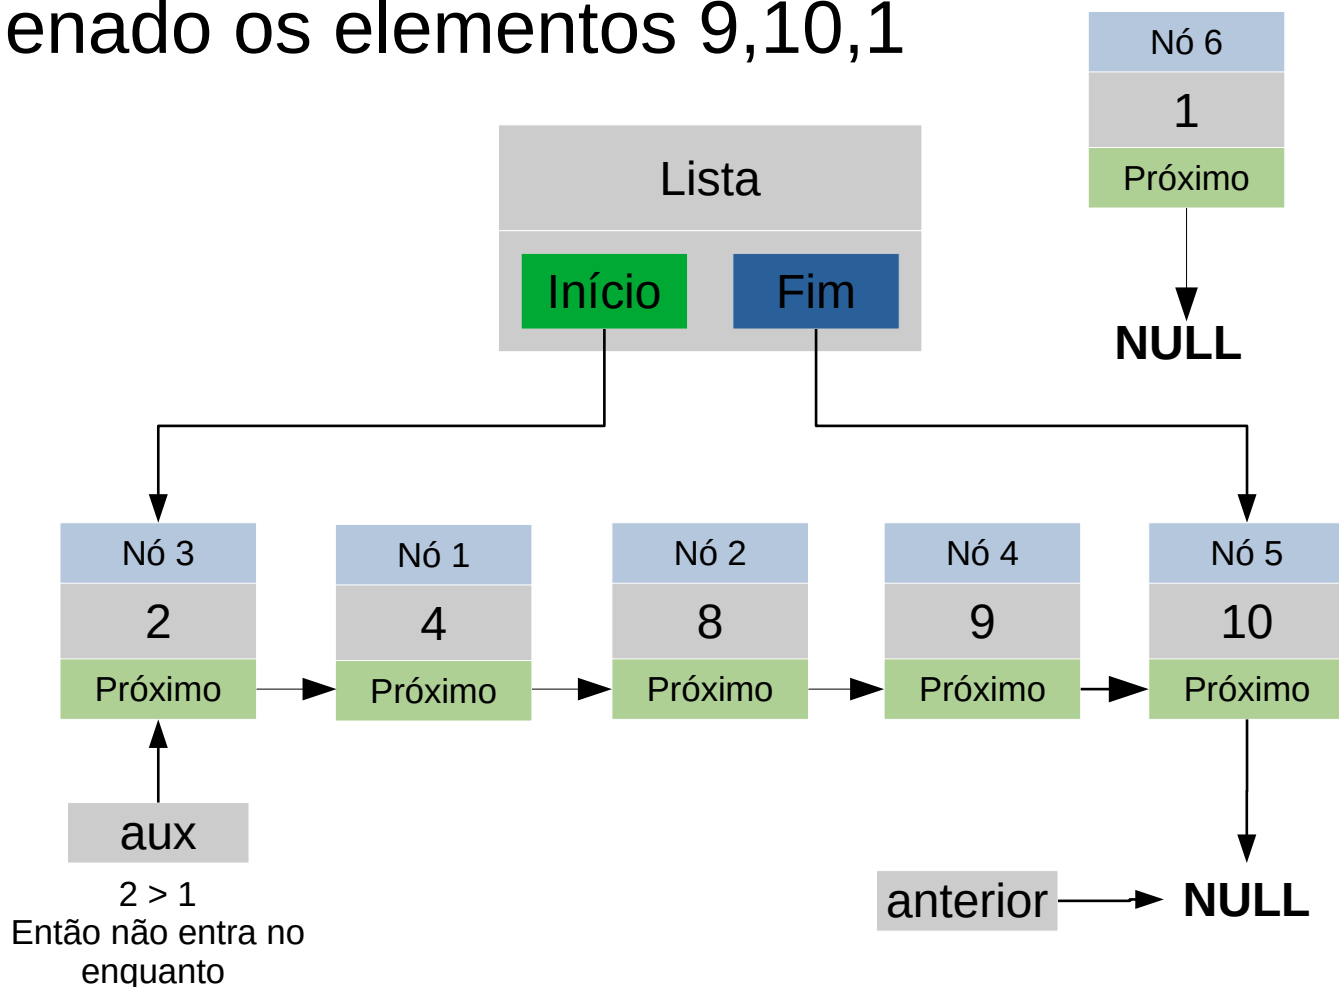 enado os elementos 9,10,1
Nó 6
1
Próximo
NULL
Lista
Início
Fim
Nó 3
2
Próximo
Nó 1
4
Próximo
Nó 2
8
Próximo
Nó 4
9
Próximo
Nó 5
10
Próximo
aux
2 > 1
Então não entra no
enquanto
anterior
NULL